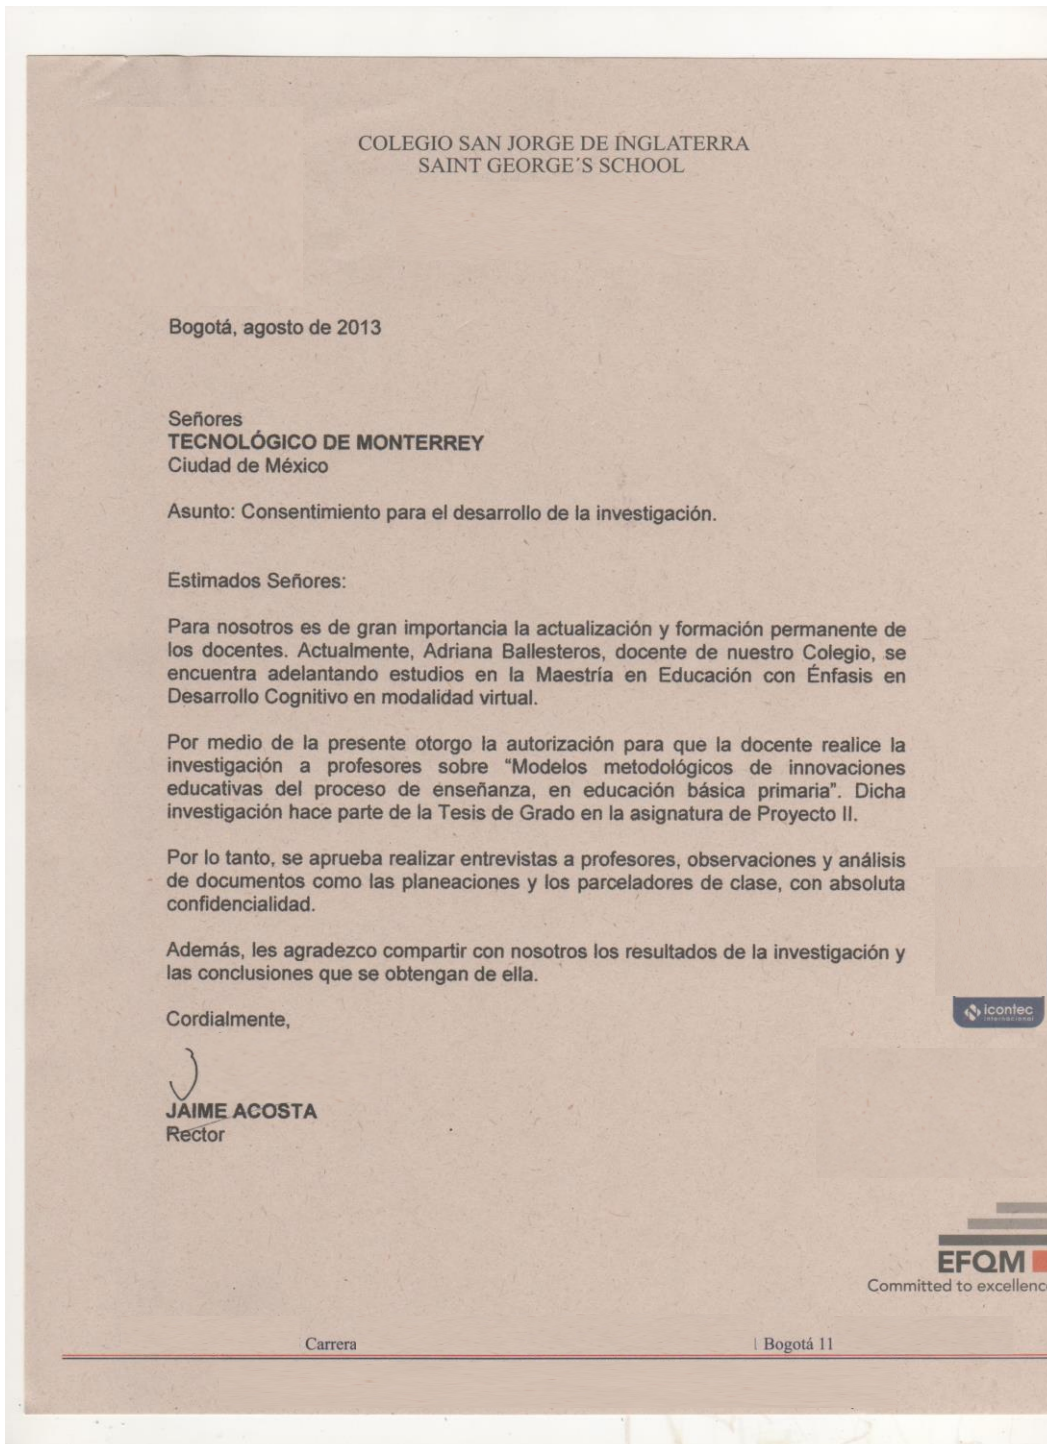 COLEGIO SAN JORGE DE INGLATERRA
SAINT GEORGE´S SCHOOL
Bogotá, agosto de 2013
Señores
TECNOLÓGICO DE MONTERREY
Ciudad de México
Asunto: Consentimiento para el desarrollo de la investigación.
Estimados Señores:
Para nosotros es de gran importancia la actualización y formación permanente de
los docentes. Actualmente, Adriana Ballesteros, docente de nuestro Colegio, se
encuentra adelantando estudios en la Maestría en Educación con Énfasis en
Desarrollo Cognitivo en modalidad virtual.
Por medio de la presente otorgo la autorización para que la docente realice la
investigación a profesores sobre “Modelos metodológicos de innovaciones
educativas del proceso de enseñanza, en educación básica primaria”. Dicha
investigación hace parte de la Tesis de Grado en la asignatura de Proyecto II.
Por lo tanto, se aprueba realizar entrevistas a profesores, observaciones y análisis
de documentos como las planeaciones y los parceladores de clase, con absoluta
confidencialidad.
Además, les agradezco compartir con nosotros los resultados de la investigación y
las conclusiones que se obtengan de ella.
Cordialmente,
icontec
internacional
JAIME ACOSTA
Rector
EFQM
Committed to excellenc
Carrera | Bogotá 11